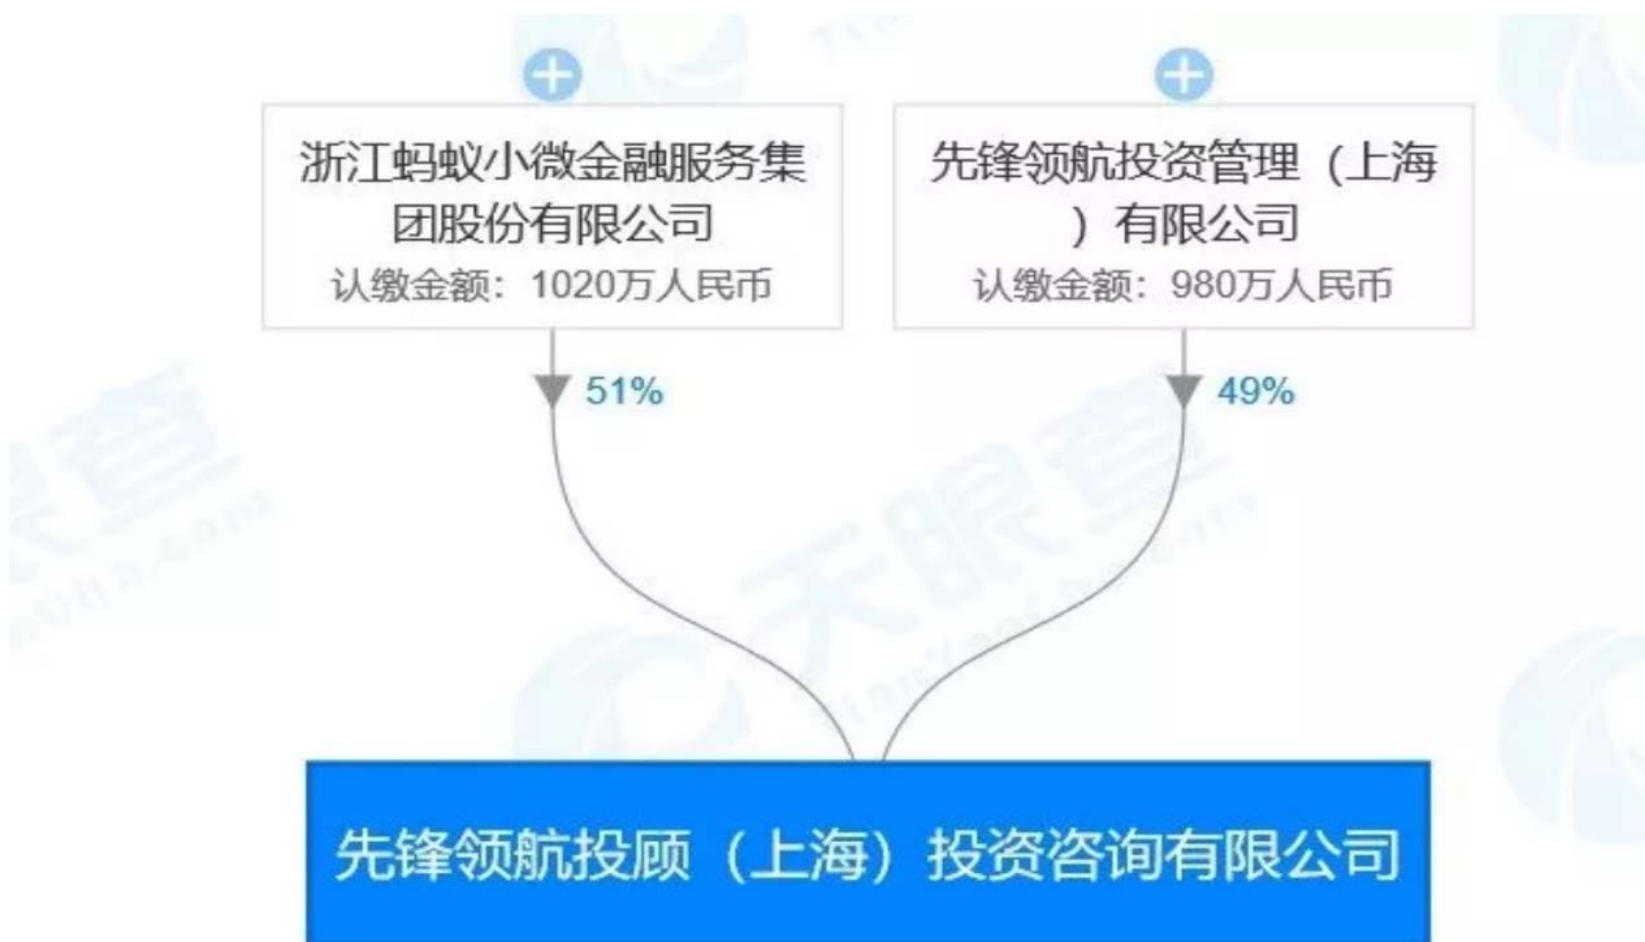 浙江蚂蚁小微金融服务集
团股份有限公司
认缴金额：1020万人民币
先锋领航投资管理（上海
）有限公司
认缴金额：980万人民币
51%
49%
天眼查
先锋领航投顾（上海）投资咨询有限公司